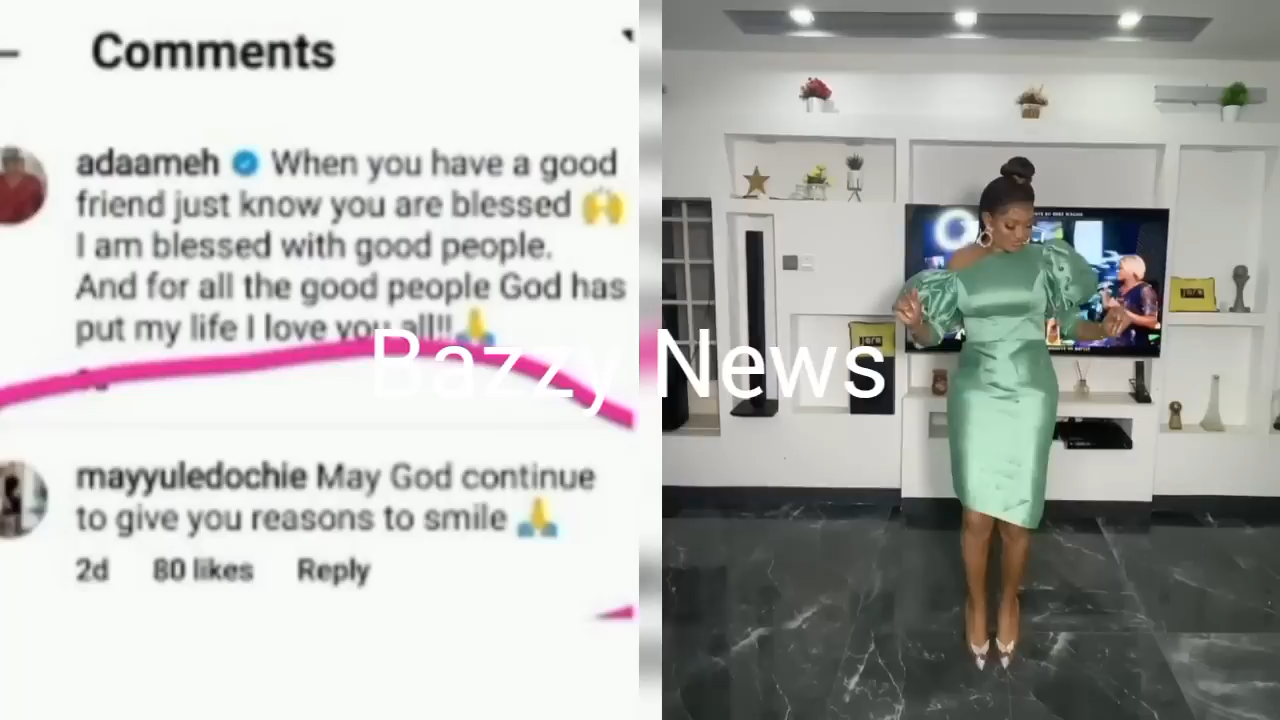 Comments
adaameh When you have a good
friend just know you are blessed 🙌
I am blessed with good people.
And for all the good people God has
put my life I love you all!!🙏
mayyuledochie May God continue
to give you reasons to smile 🙏
2d 80 likes Reply
Bazzy News